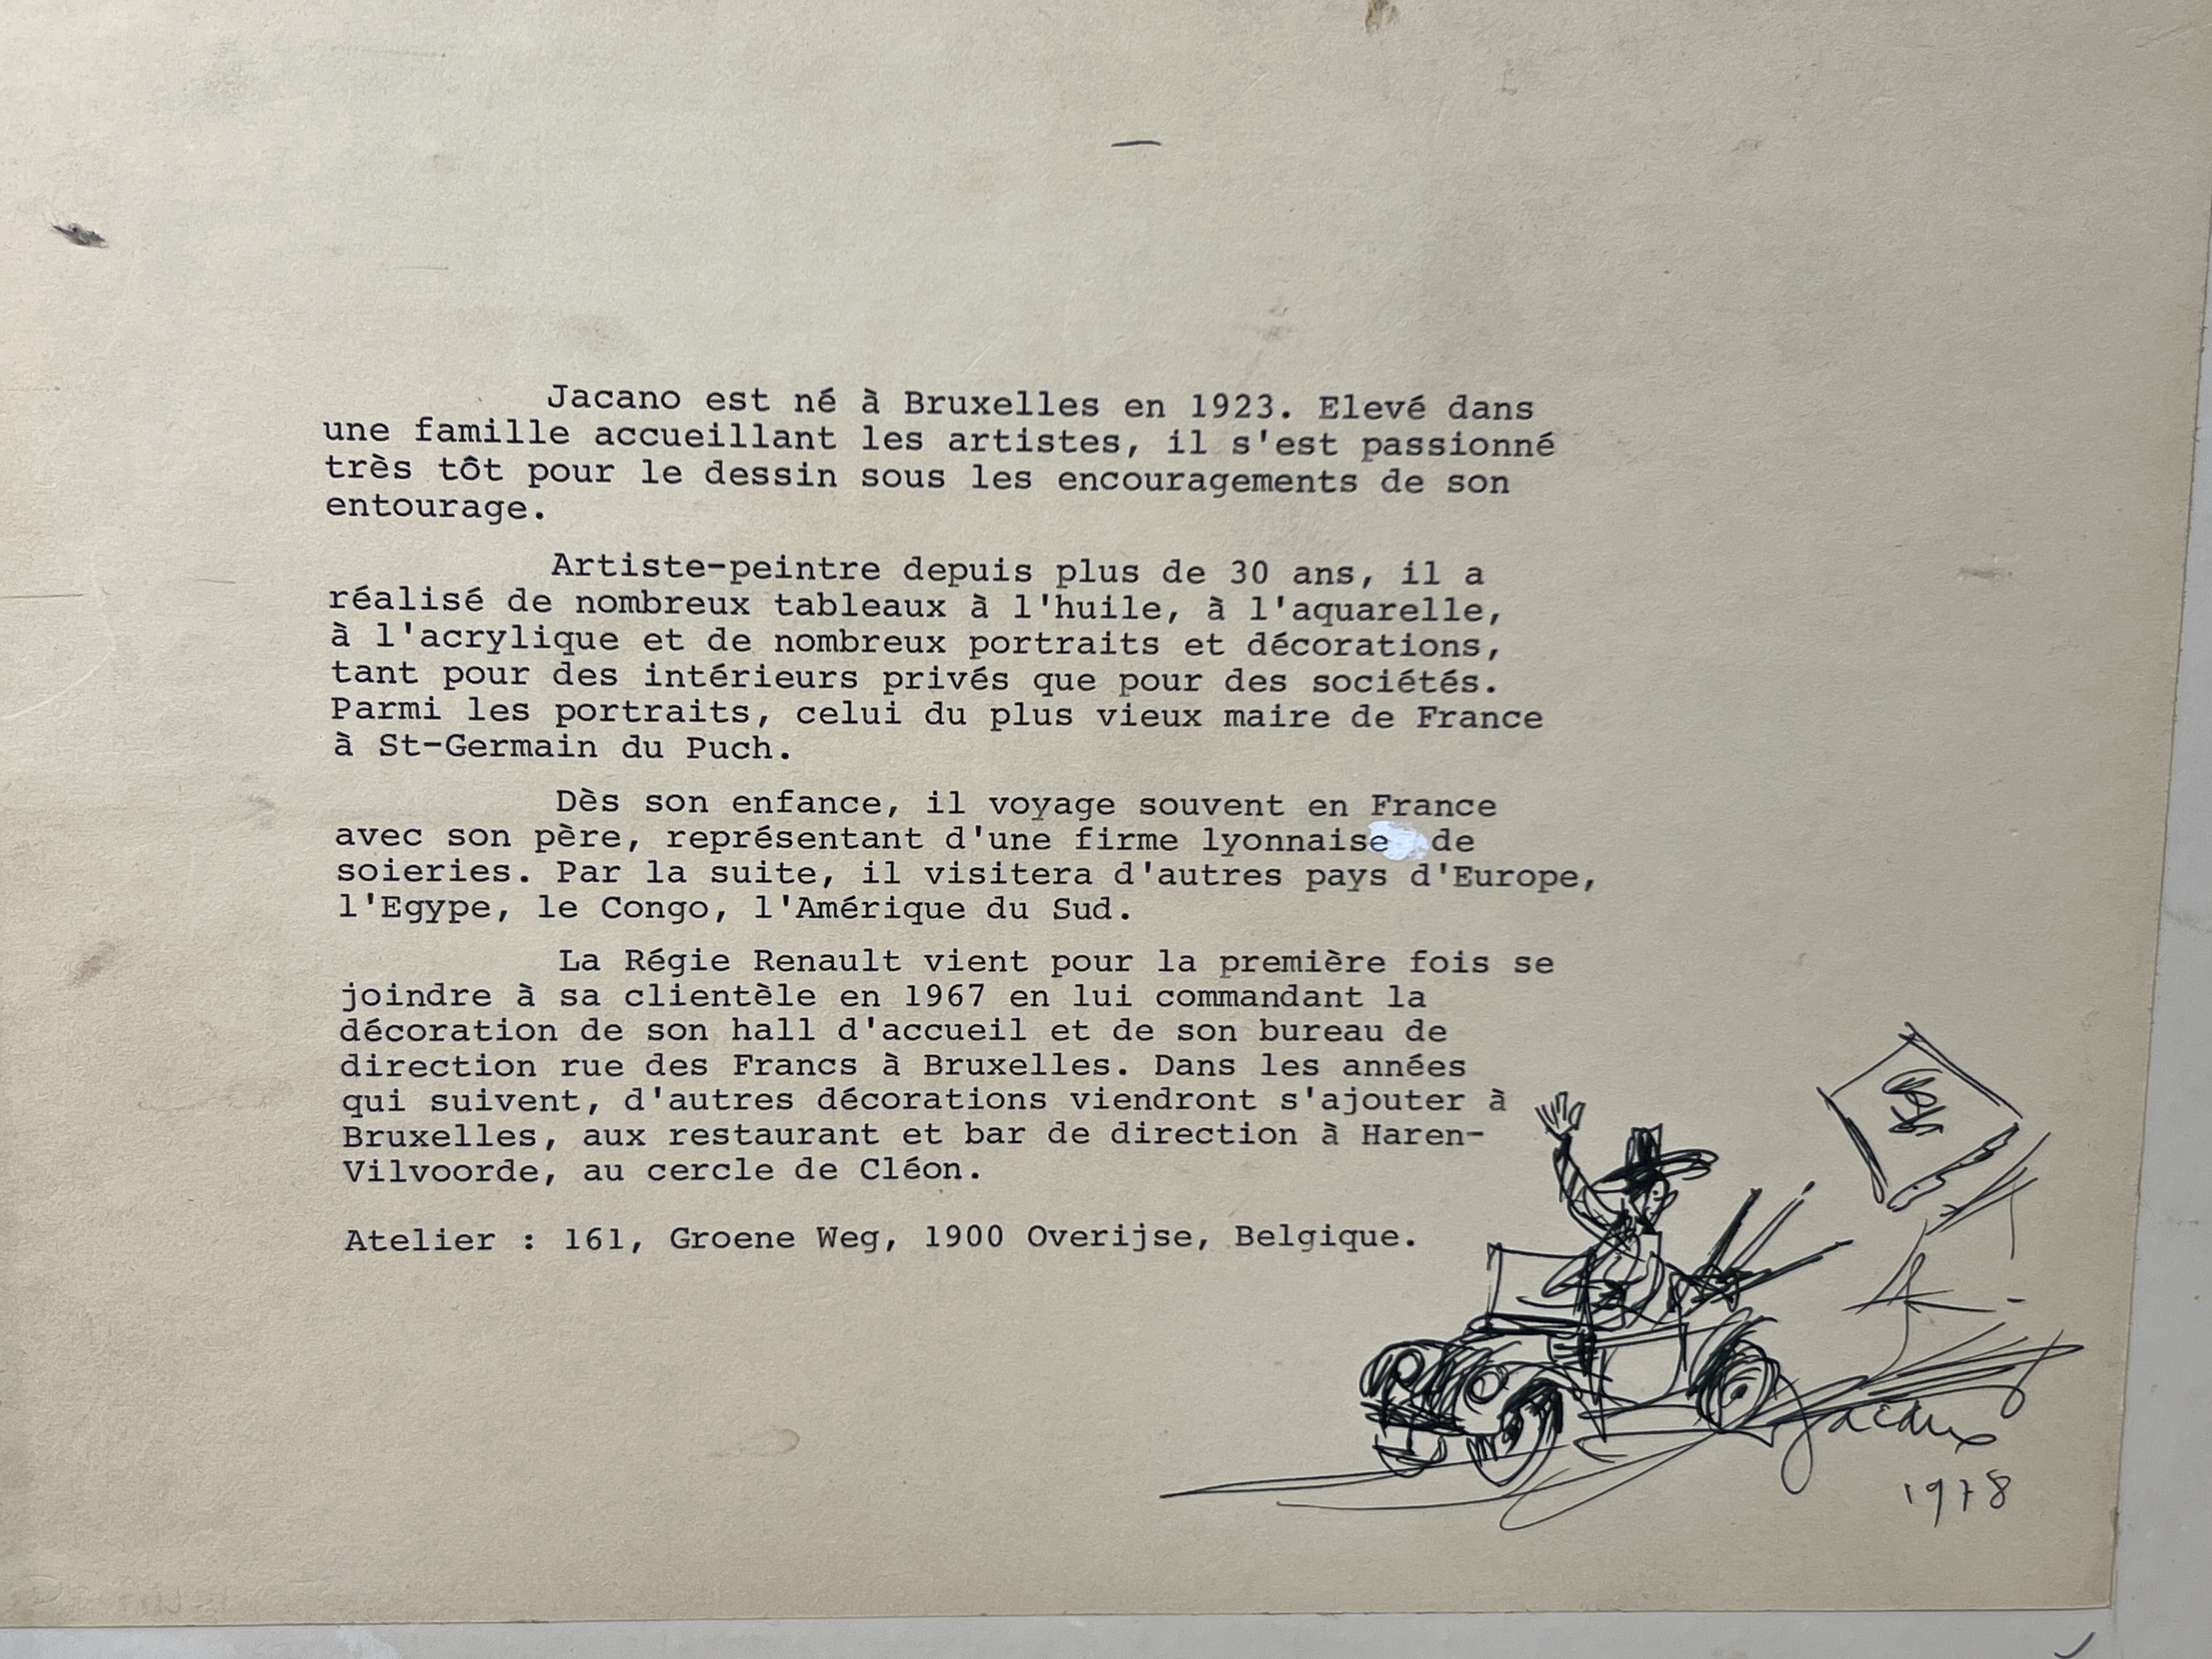 Jacano est né à Bruxelles en 1923. Elevé dans
une famille accueillant les artistes, il s'est passionné
très tôt pour le dessin sous les encouragements de son
entourage.
Artiste-peintre depuis plus de 30 ans, il a
réalisé de nombreux tableaux à l'huile, à l'aquarelle,
à l'acrylique et de nombreux portraits et décorations,
tant pour des intérieurs privés que pour des sociétés.
Parmi les portraits, celui du plus vieux maire de France
à St-Germain du Puch.
Dès son enfance, il voyage souvent en France
avec son père, représentant d'une firme lyonnaise de
soieries. Par la suite, il visitera d'autres pays d'Europe,
l'Egype, le Congo, l'Amérique du Sud.
La Régie Renault vient pour la première fois se
joindre à sa clientèle en 1967 en lui commandant la
décoration de son hall d'accueil et de son bureau de
direction rue des Francs à Bruxelles. Dans les années
qui suivent, d'autres décorations viendront s'ajouter à
Bruxelles, aux restaurant et bar de direction à Haren-
Vilvoorde, au cercle de Cléon.
Atelier : 161, Groene Weg, 1900 Overijse, Belgique.
Jacano
1978